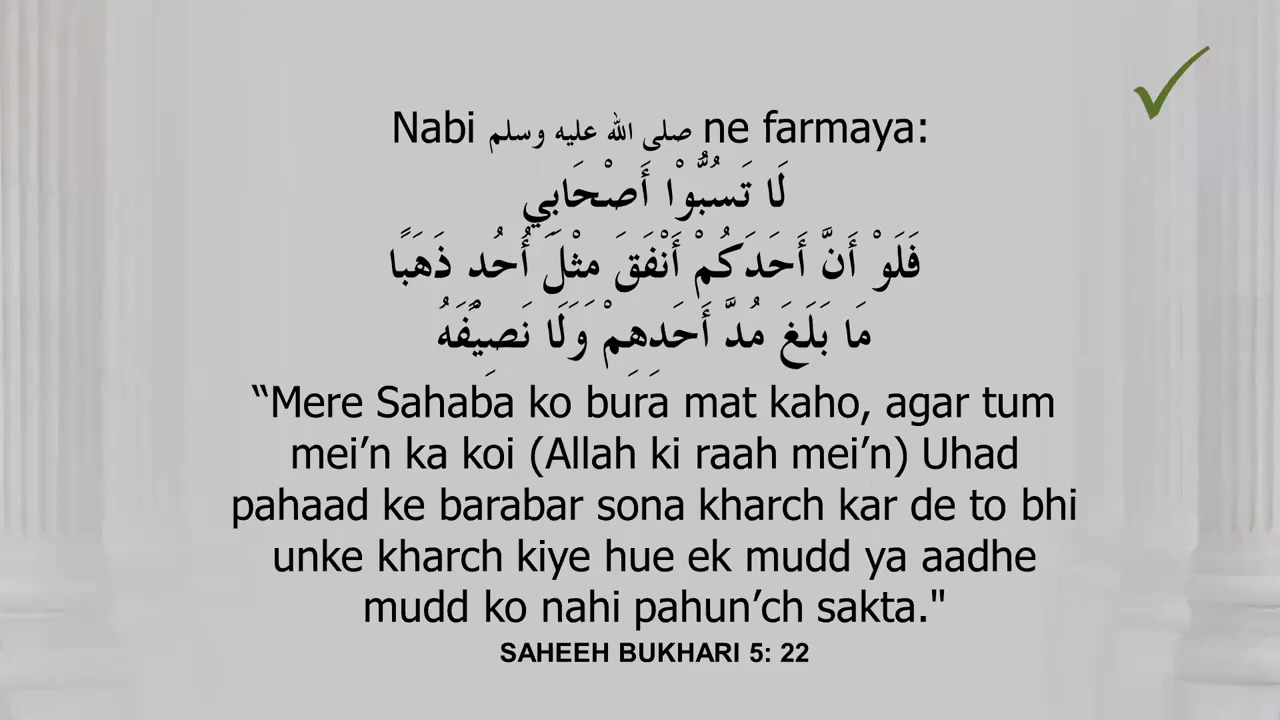 Nabi صلى الله عليه وسلم ne farmaya:
لَا تَسُبُّوْا أَصْحَابِي
فَلَوْ أَنَّ أَحَدَكُمْ أَنْفَقَ مِثْلَ أُحُدٍ ذَهَبًا
مَا بَلَغَ مُدَّ أَحَدِهِمْ وَلَا نَصِيْفَهُ
“Mere Sahaba ko bura mat kaho, agar tum
mei’n ka koi (Allah ki raah mei’n) Uhad
pahaad ke barabar sona kharch kar de to bhi
unke kharch kiye hue ek mudd ya aadhe
mudd ko nahi pahun’ch sakta."
SAHEEH BUKHARI 5: 22